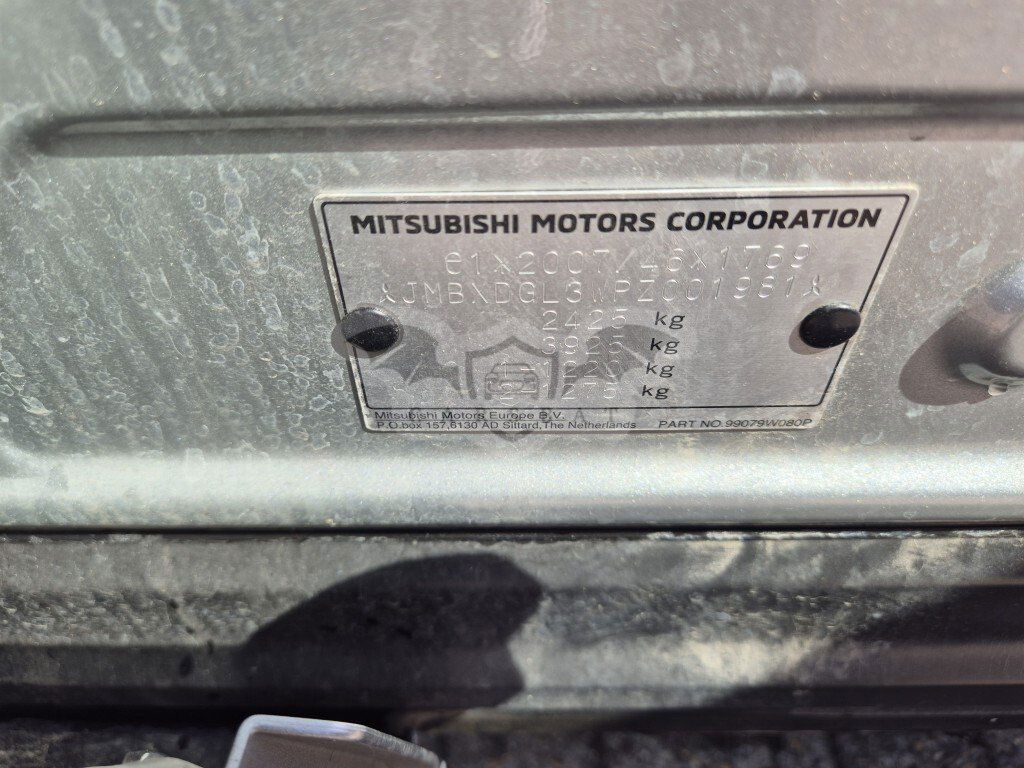 MITSUBISHI MOTORS CORPORATION
e1*2007/46*1769
*JMBXDGL3WPZ001981*
2425 kg
3925 kg
kg
kg
Mitsubishi Motors Europe B.V.
P.O.box 157,6130 AD Sittard,The Netherlands PART NO.99079W080P